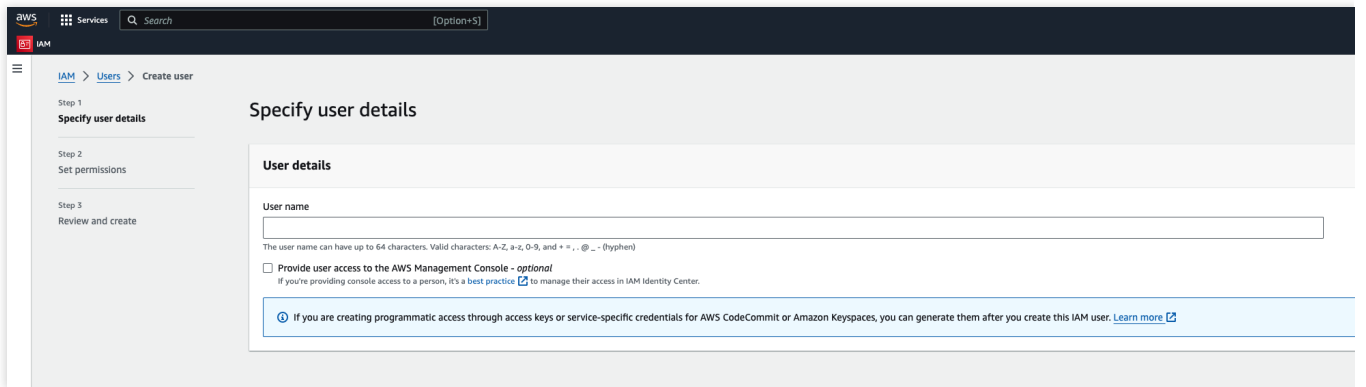 aws Services Search [Option+S]
IAM
IAM > Users > Create user
Step 1
Specify user details
Step 2
Set permissions
Step 3
Review and create
Specify user details
User details
User name
The user name can have up to 64 characters. Valid characters: A-Z, a-z, 0-9, and + = , . @ _ - (hyphen)
Provide user access to the AWS Management Console - optional
If you're providing console access to a person, it's a best practice to manage their access in IAM Identity Center.
If you are creating programmatic access through access keys or service-specific credentials for AWS CodeCommit or Amazon Keyspaces, you can generate them after you create this IAM user. Learn more